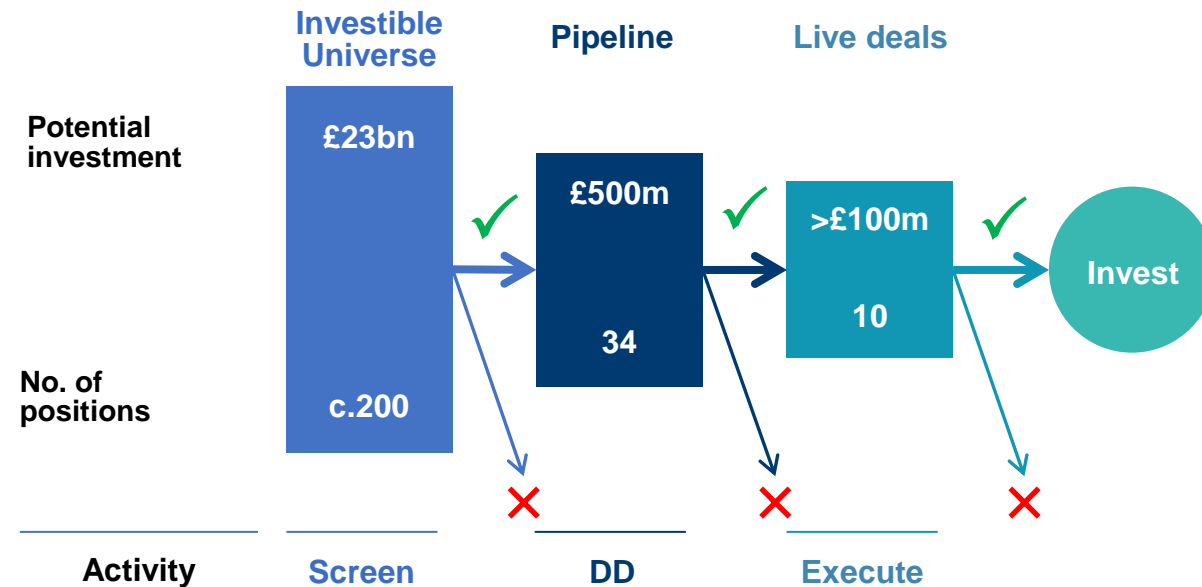 Investible
Universe
Pipeline
Live deals
Potential
investment
£23bn
£500m
>£100m
Invest
No. of
positions
c.200
34
10
Activity
Screen
DD
Execute